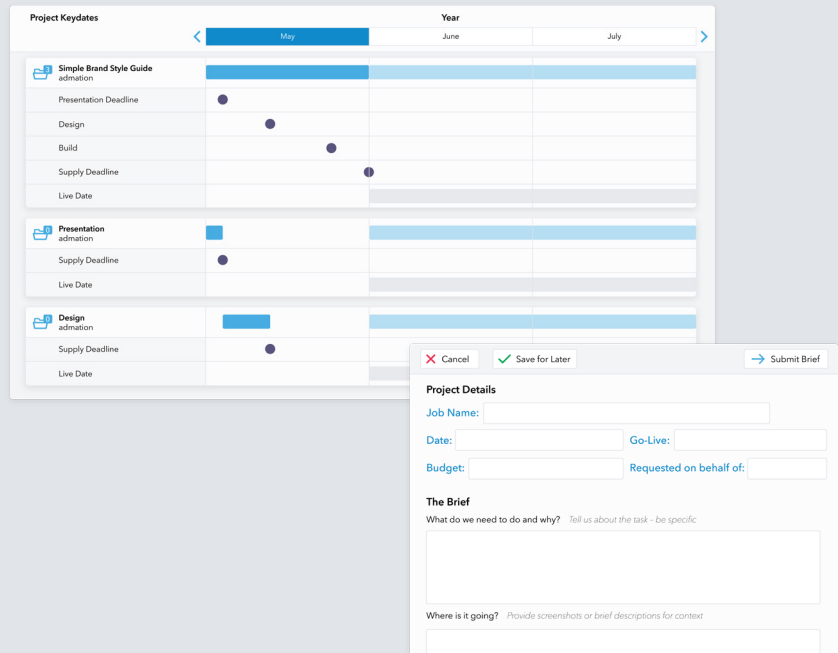 Project Keydates
Year
May
June
July
3
Simple Brand Style Guide
admation
Presentation Deadline
Design
Build
Supply Deadline
Live Date
0
Presentation
admation
Supply Deadline
Live Date
0
Design
admation
Supply Deadline
Live Date
Cancel
Save for Later
Submit Brief
Project Details
Job Name:
Date:
Go-Live:
Budget:
Requested on behalf of:
The Brief
What do we need to do and why? Tell us about the task - be specific
Where is it going? Provide screenshots or brief descriptions for context